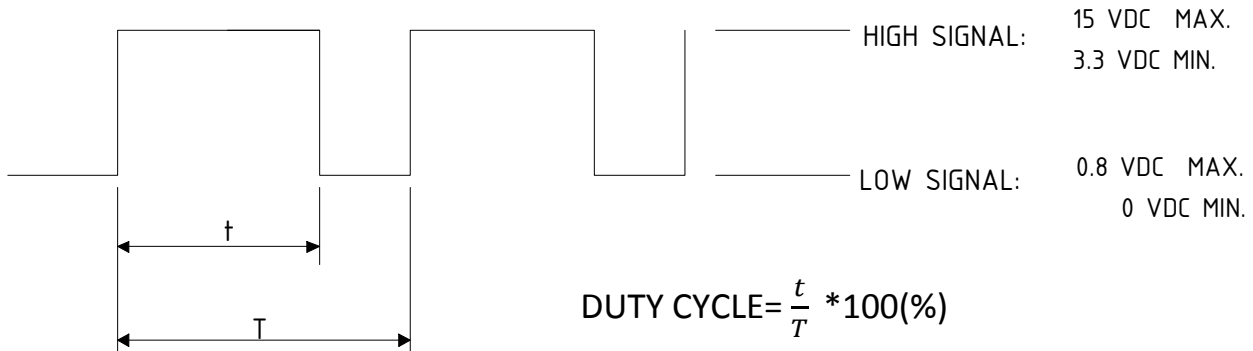 HIGH SIGNAL: 15 VDC MAX.
3.3 VDC MIN.
LOW SIGNAL: 0.8 VDC MAX.
0 VDC MIN.
t
T
DUTY CYCLE= t/T *100(%)